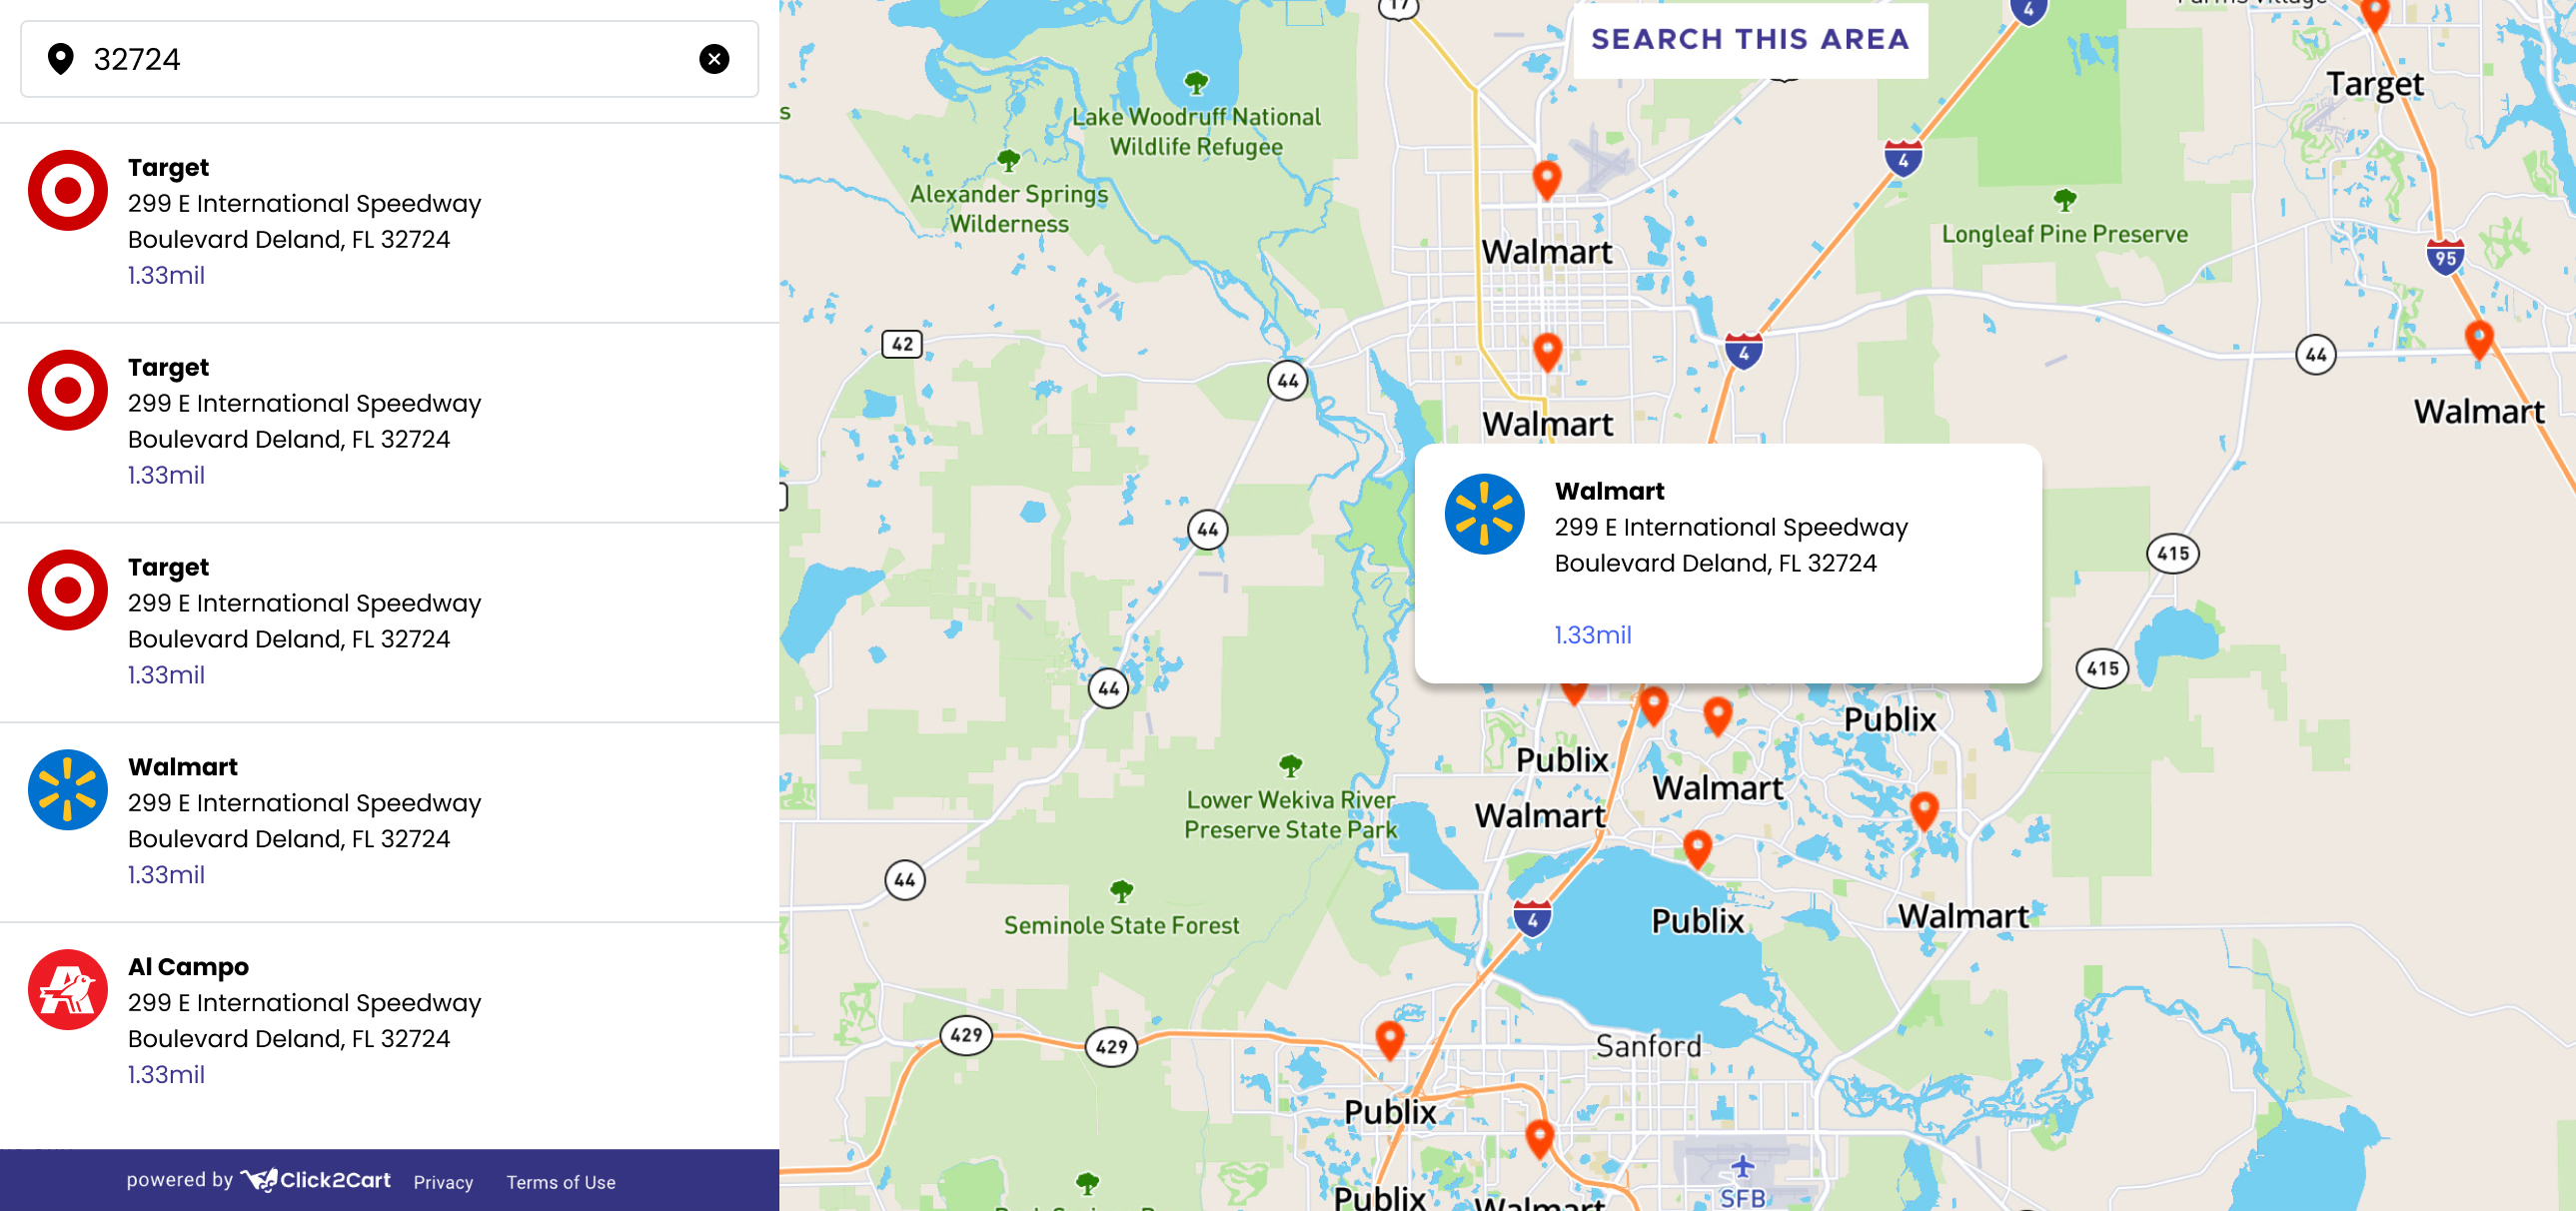 32724
Target
299 E International Speedway
Boulevard Deland, FL 32724
1.33mil
Target
299 E International Speedway
Boulevard Deland, FL 32724
1.33mil
Target
299 E International Speedway
Boulevard Deland, FL 32724
1.33mil
Walmart
299 E International Speedway
Boulevard Deland, FL 32724
1.33mil
Al Campo
299 E International Speedway
Boulevard Deland, FL 32724
1.33mil
powered by Click2Cart Privacy Terms of Use
17
SEARCH THIS AREA
4
Target
Lake Woodruff National
Wildlife Refugee
Alexander Springs
Wilderness
4
Longleaf Pine Preserve
Walmart
95
42
44
4
44
Walmart
Walmart
44
Walmart
299 E International Speedway
Boulevard Deland, FL 32724
1.33mil
415
415
44
Publix
Publix
Walmart
Walmart
Lower Wekiva River
Preserve State Park
44
Seminole State Forest
4
Publix
Walmart
429
429
Sanford
Publix
Publix
Walmart
SFB